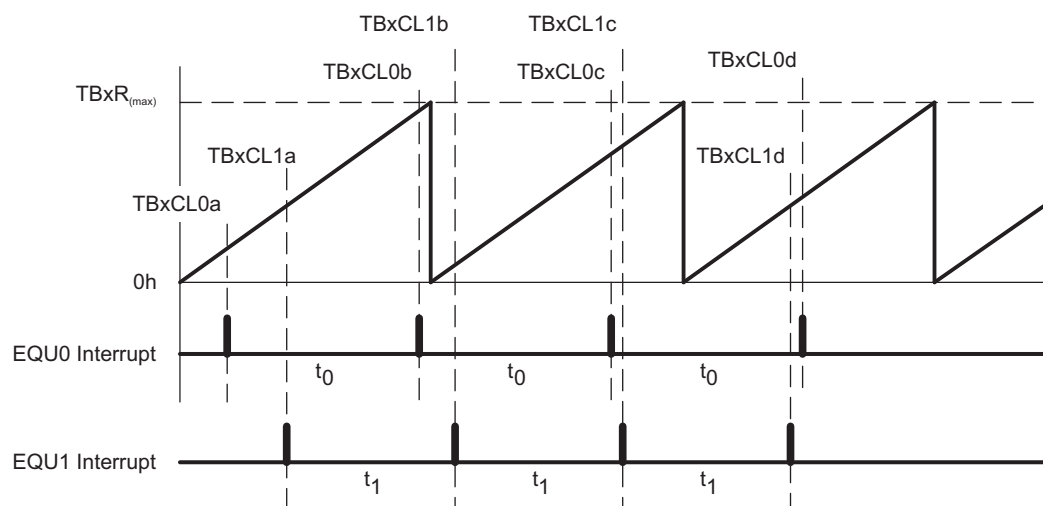 TBxCL1b TBxCL1c
TBxCL0b TBxCL0c TBxCL0d
TBxR(max)
TBxCL1a TBxCL1d
TBxCL0a
0h
EQU0 Interrupt
t0 t0 t0
EQU1 Interrupt
t1 t1 t1